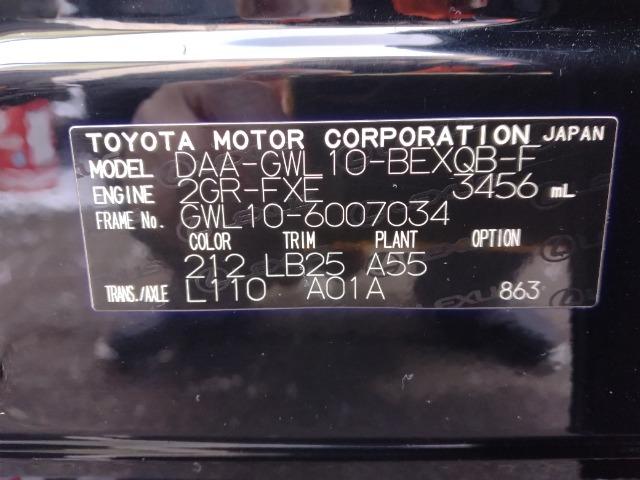 TOYOTA MOTOR CORPORATION JAPAN
MODEL DAA-GWL10-BEXQB-F
ENGINE 2GR-FXE 3456 mL
FRAME No. GWL10-6007034
COLOR TRIM PLANT OPTION
212 LB25 A55
TRANS./AXLE L110 A01A 863
LEXUS